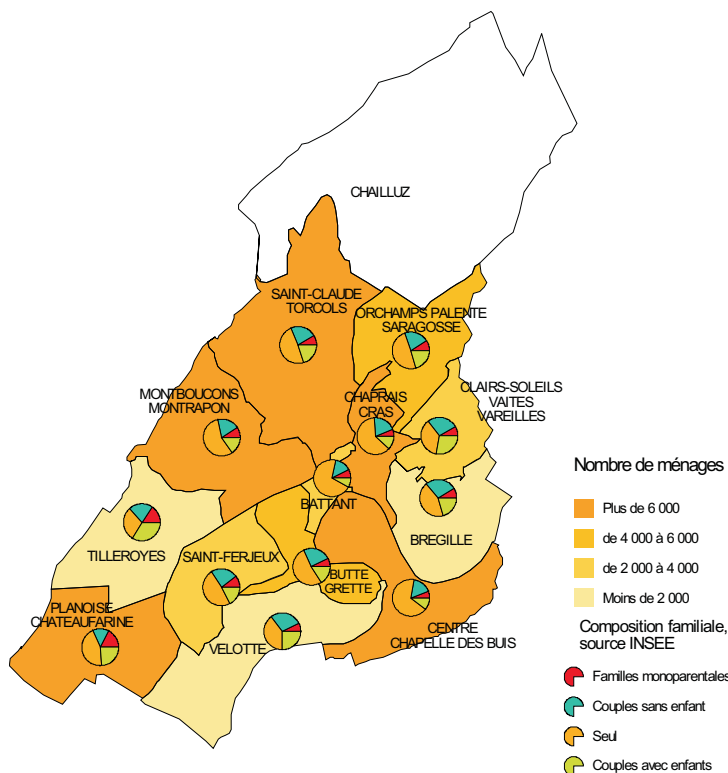 CHAILLUZ
SAINT-CLAUDE
TORCOLS
ORCHAMPS PALENTE
SARAGOSSE
MONTBOUCONS
MONTRAPON
CHAPRAIS
CRAS
CLAIRS-SOLEILS
VAITES
VAREILLES
BATTANT
BREGILLE
TILLEROYES
SAINT-FERJEUX
BUTTE
GRETTE
PLANOISE
CHATEAUFARINE
VELOTTE
CENTRE
CHAPELLE DES BUIS
Nombre de ménages
Plus de 6 000
de 4 000 à 6 000
de 2 000 à 4 000
Moins de 2 000
Composition familiale,
source INSEE
Familles monoparentales
Couples sans enfant
Seul
Couples avec enfants